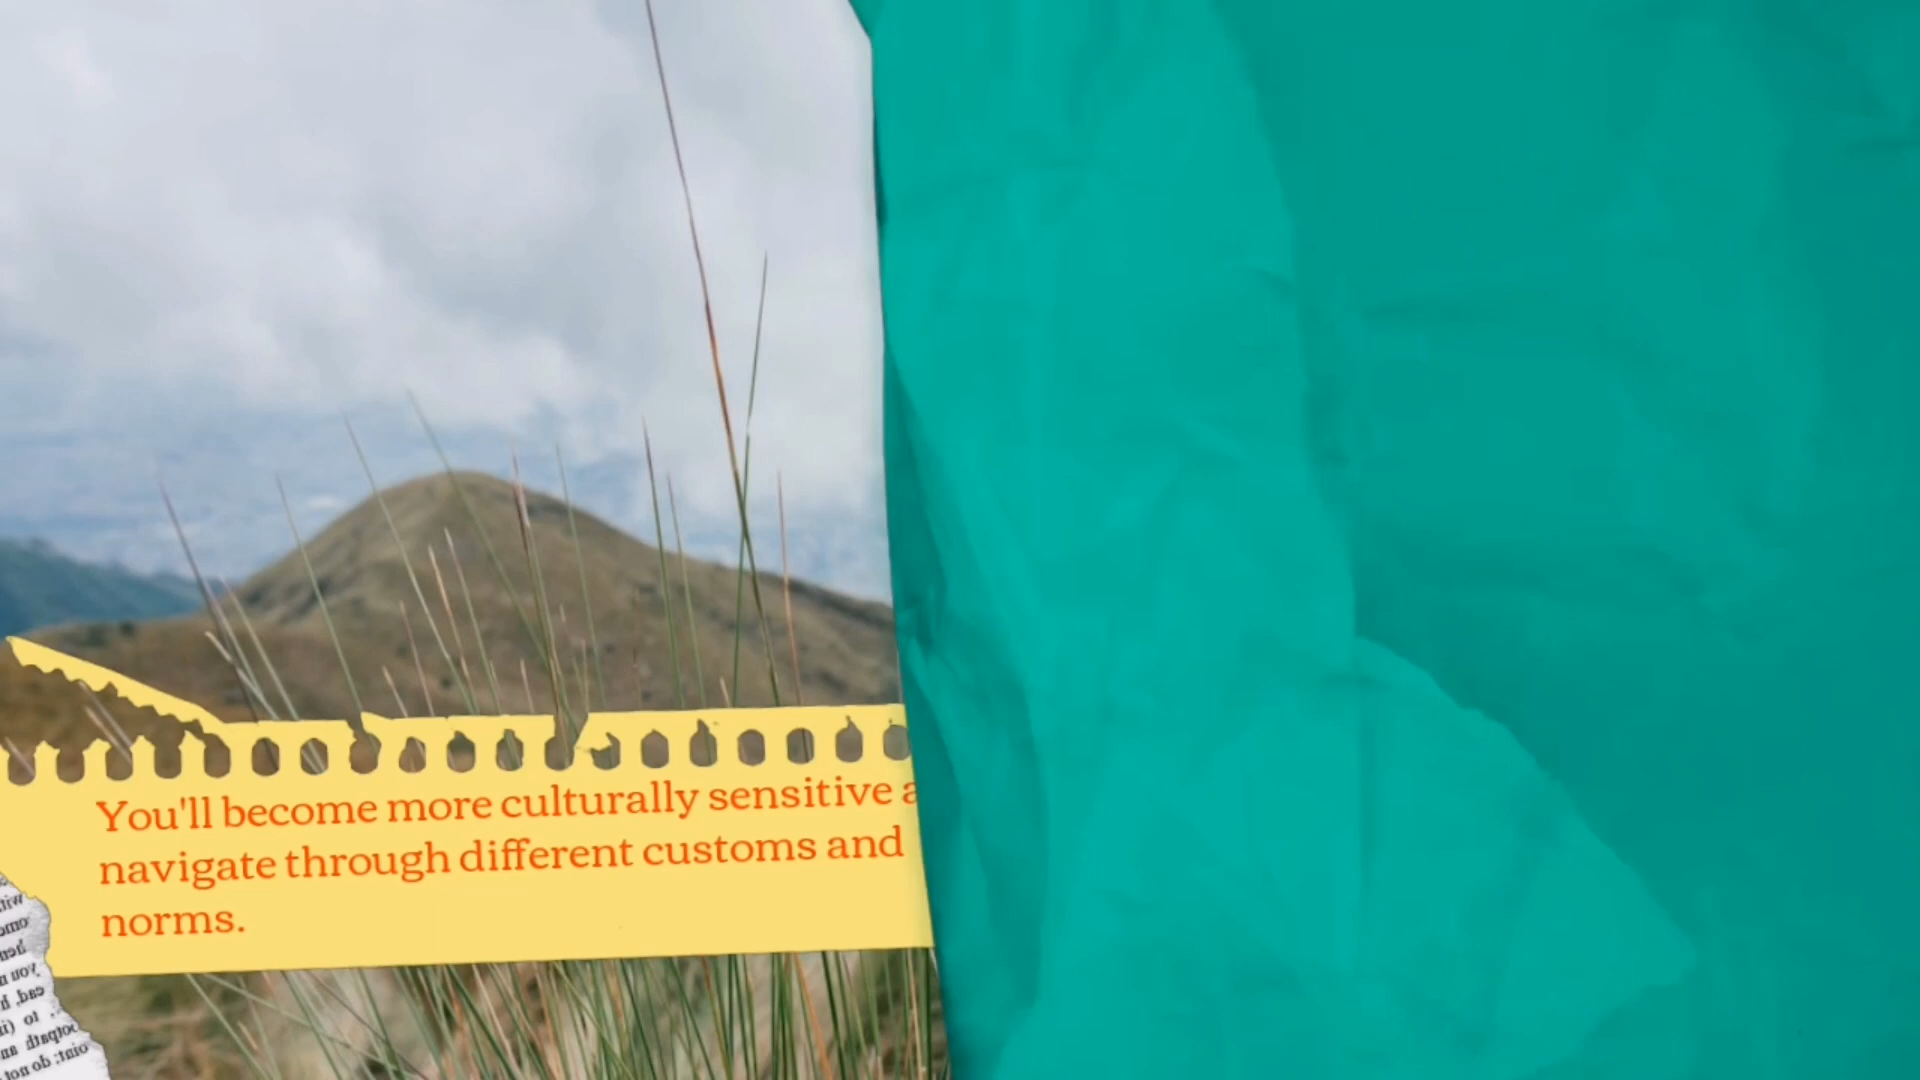 You'll become more culturally sensitive
navigate through different customs and
norms.